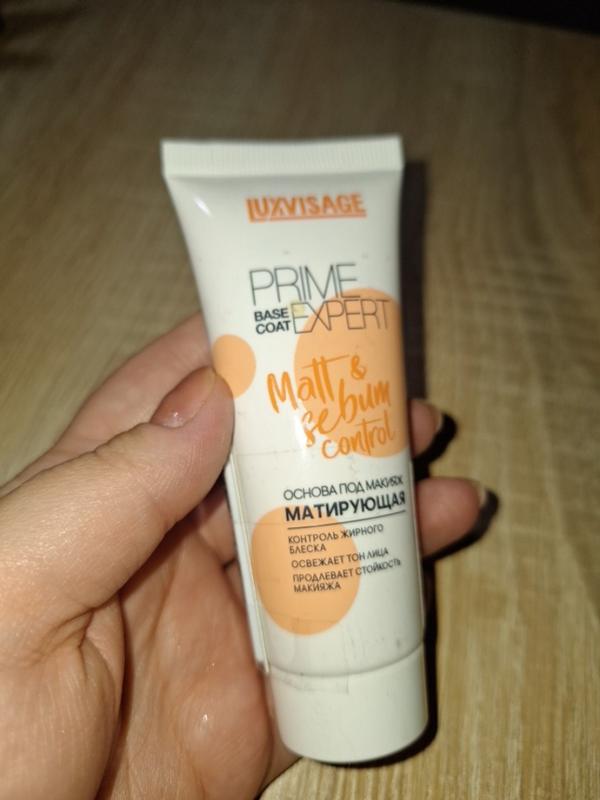 LUXVISAGE
PRIME
BASE COAT EXPERT
Matt &
sebum
control
ОСНОВА ПОД МАКИЯЖ
МАТИРУЮЩАЯ
КОНТРОЛЬ ЖИРНОГО
БЛЕСКА
ОСВЕЖАЕТ ТОН ЛИЦА
ПРОДЛЕВАЕТ СТОЙКОСТЬ
МАКИЯЖА